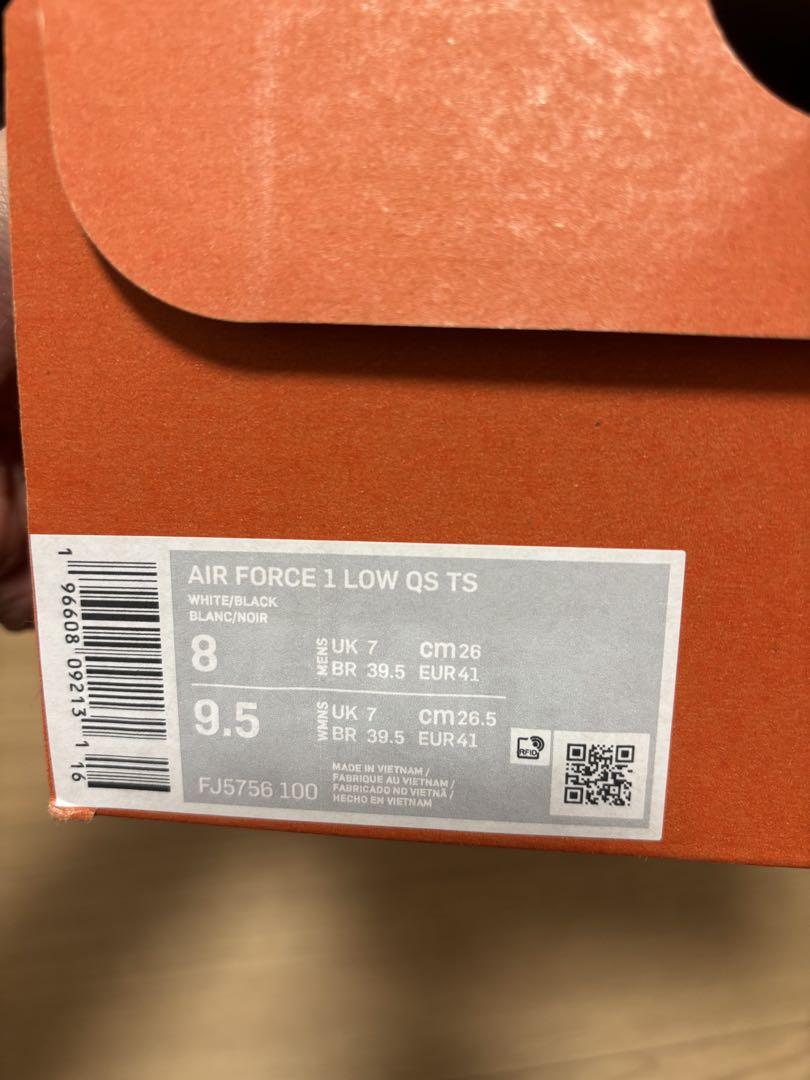 1 96608 09213 1 16
AIR FORCE 1 LOW QS TS
WHITE/BLACK
BLANC/NOIR
8 MENS UK 7 cm 26
BR 39.5 EUR 41
9.5 WMNS UK 7 cm 26.5
BR 39.5 EUR 41
RFID
FJ5756 100
MADE IN VIETNAM /
FABRIQUE AU VIETNAM /
FABRICADO NO VIETNÃ /
HECHO EN VIETNAM